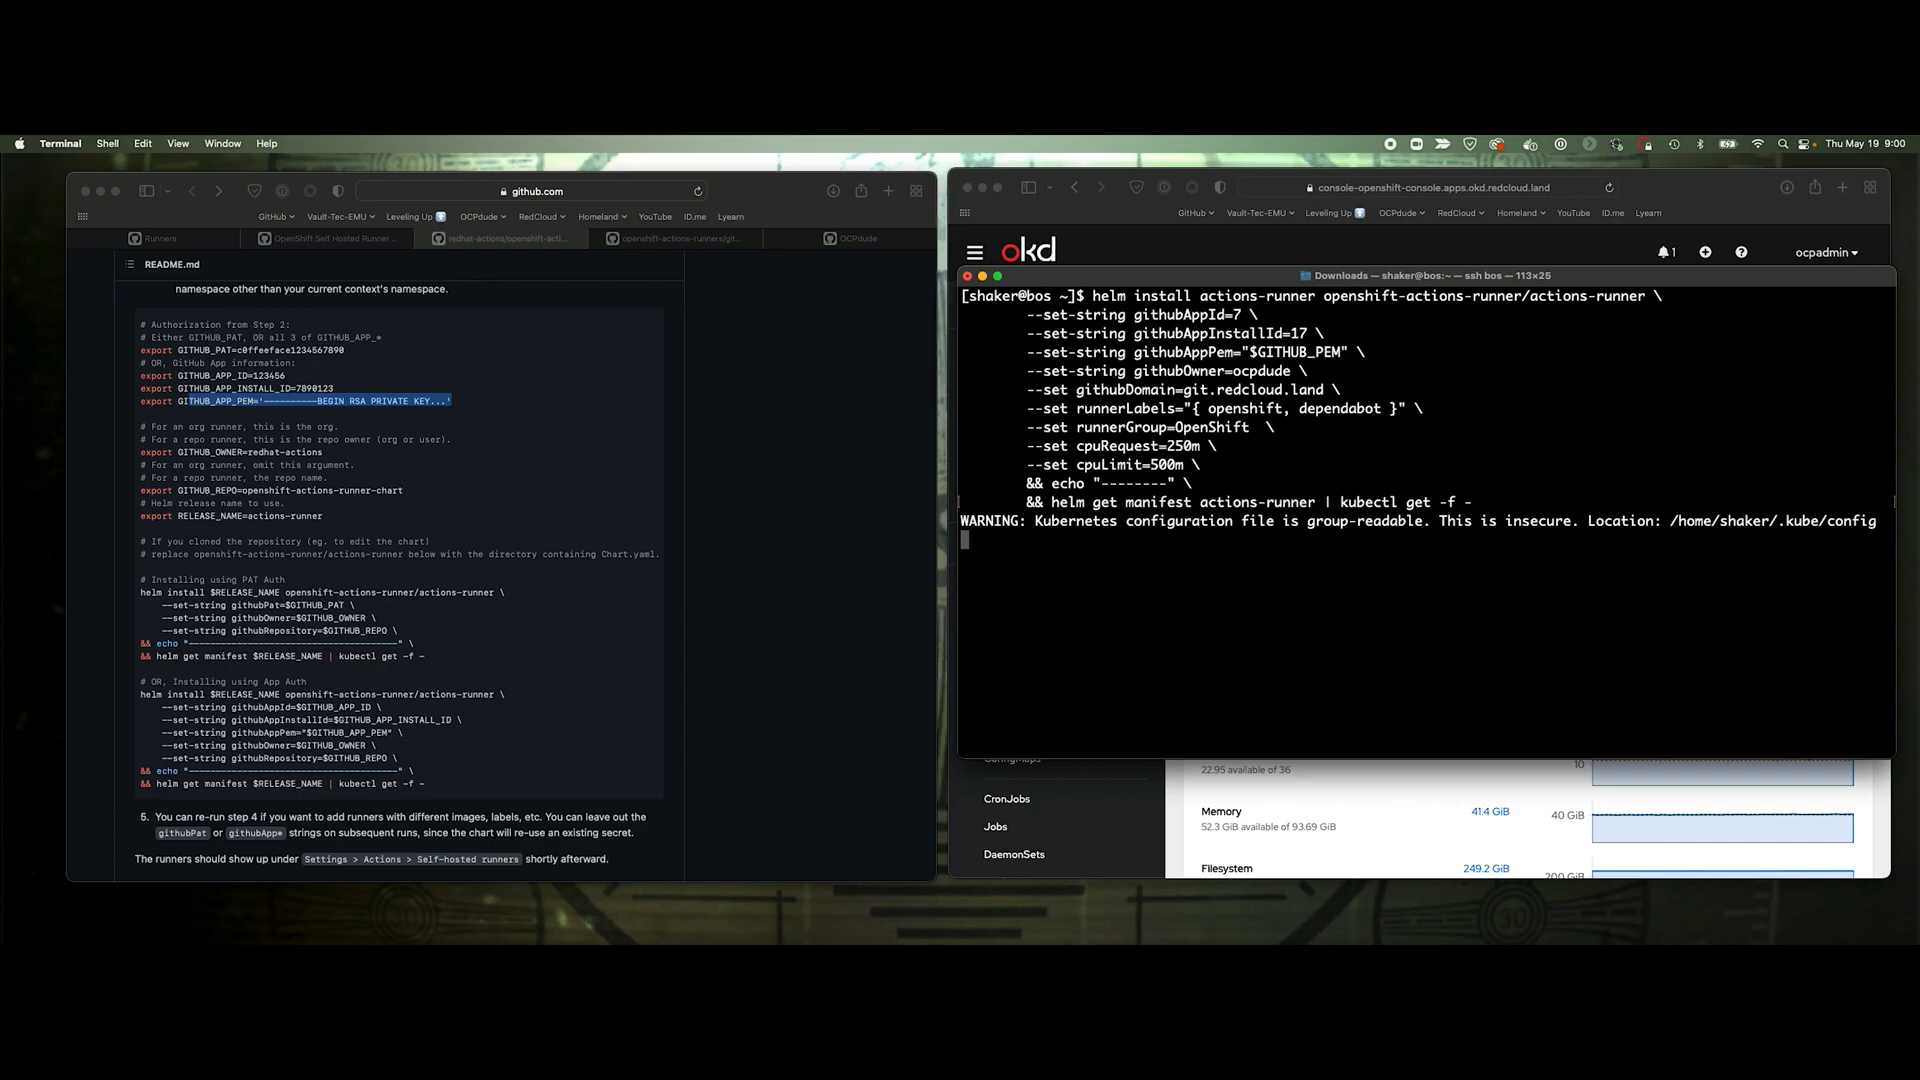 Terminal Shell Edit View Window Help
Thu May 19 9:00
github.com
GitHub Vault-Tec-EMU Leveling Up OCPdude RedCloud Homeland YouTube ID.me Lyearn
Runners OpenShift Self Hosted Runner... redhat-actions/openshift-acti... openshift-actions-runners/git... OCPdude
README.md
namespace other than your current context's namespace.
# Authorization from Step 2:
# Either GITHUB_PAT, OR all 3 of GITHUB_APP_*
export GITHUB_PAT=c0ffeeface1234567890
# OR, GitHub App information:
export GITHUB_APP_ID=123456
export GITHUB_APP_INSTALL_ID=7890123
export GITHUB_APP_PEM='----------BEGIN RSA PRIVATE KEY...'
# For an org runner, this is the org.
# For a repo runner, this is the repo owner (org or user).
export GITHUB_OWNER=redhat-actions
# For an org runner, omit this argument.
# For a repo runner, the repo name.
export GITHUB_REPO=openshift-actions-runner-chart
# Helm release name to use.
export RELEASE_NAME=actions-runner
# If you cloned the repository (eg. to edit the chart)
# replace openshift-actions-runner/actions-runner below with the directory containing Chart.yaml.
# Installing using PAT Auth
helm install $RELEASE_NAME openshift-actions-runner/actions-runner \
--set-string githubPat=$GITHUB_PAT \
--set-string githubOwner=$GITHUB_OWNER \
--set-string githubRepository=$GITHUB_REPO \
&& echo "---------------------------------------" \
&& helm get manifest $RELEASE_NAME | kubectl get -f -
# OR, Installing using App Auth
helm install $RELEASE_NAME openshift-actions-runner/actions-runner \
--set-string githubAppId=$GITHUB_APP_ID \
--set-string githubAppInstallId=$GITHUB_APP_INSTALL_ID \
--set-string githubAppPem="$GITHUB_APP_PEM" \
--set-string githubOwner=$GITHUB_OWNER \
--set-string githubRepository=$GITHUB_REPO \
&& echo "---------------------------------------" \
&& helm get manifest $RELEASE_NAME | kubectl get -f -
5. You can re-run step 4 if you want to add runners with different images, labels, etc. You can leave out the
githubPat or githubApp* strings on subsequent runs, since the chart will re-use an existing secret.
The runners should show up under Settings > Actions > Self-hosted runners shortly afterward.
console-openshift-console.apps.okd.redcloud.land
GitHub Vault-Tec-EMU Leveling Up OCPdude RedCloud Homeland YouTube ID.me Lyearn
okd
1
ocpadmin
Downloads — shaker@bos:~ — ssh bos — 113×25
[shaker@bos ~]$ helm install actions-runner openshift-actions-runner/actions-runner \
--set-string githubAppId=7 \
--set-string githubAppInstallId=17 \
--set-string githubAppPem="$GITHUB_PEM" \
--set-string githubOwner=ocpdude \
--set githubDomain=git.redcloud.land \
--set runnerLabels="{ openshift, dependabot }" \
--set runnerGroup=OpenShift \
--set cpuRequest=250m \
--set cpuLimit=500m \
&& echo "--------" \
&& helm get manifest actions-runner | kubectl get -f -
WARNING: Kubernetes configuration file is group-readable. This is insecure. Location: /home/shaker/.kube/config
ConfigMaps
CronJobs
Jobs
DaemonSets
22.95 available of 36
10
Memory
41.4 GiB
52.3 GiB available of 93.69 GiB
40 GiB
Filesystem
249.2 GiB
200 GiB